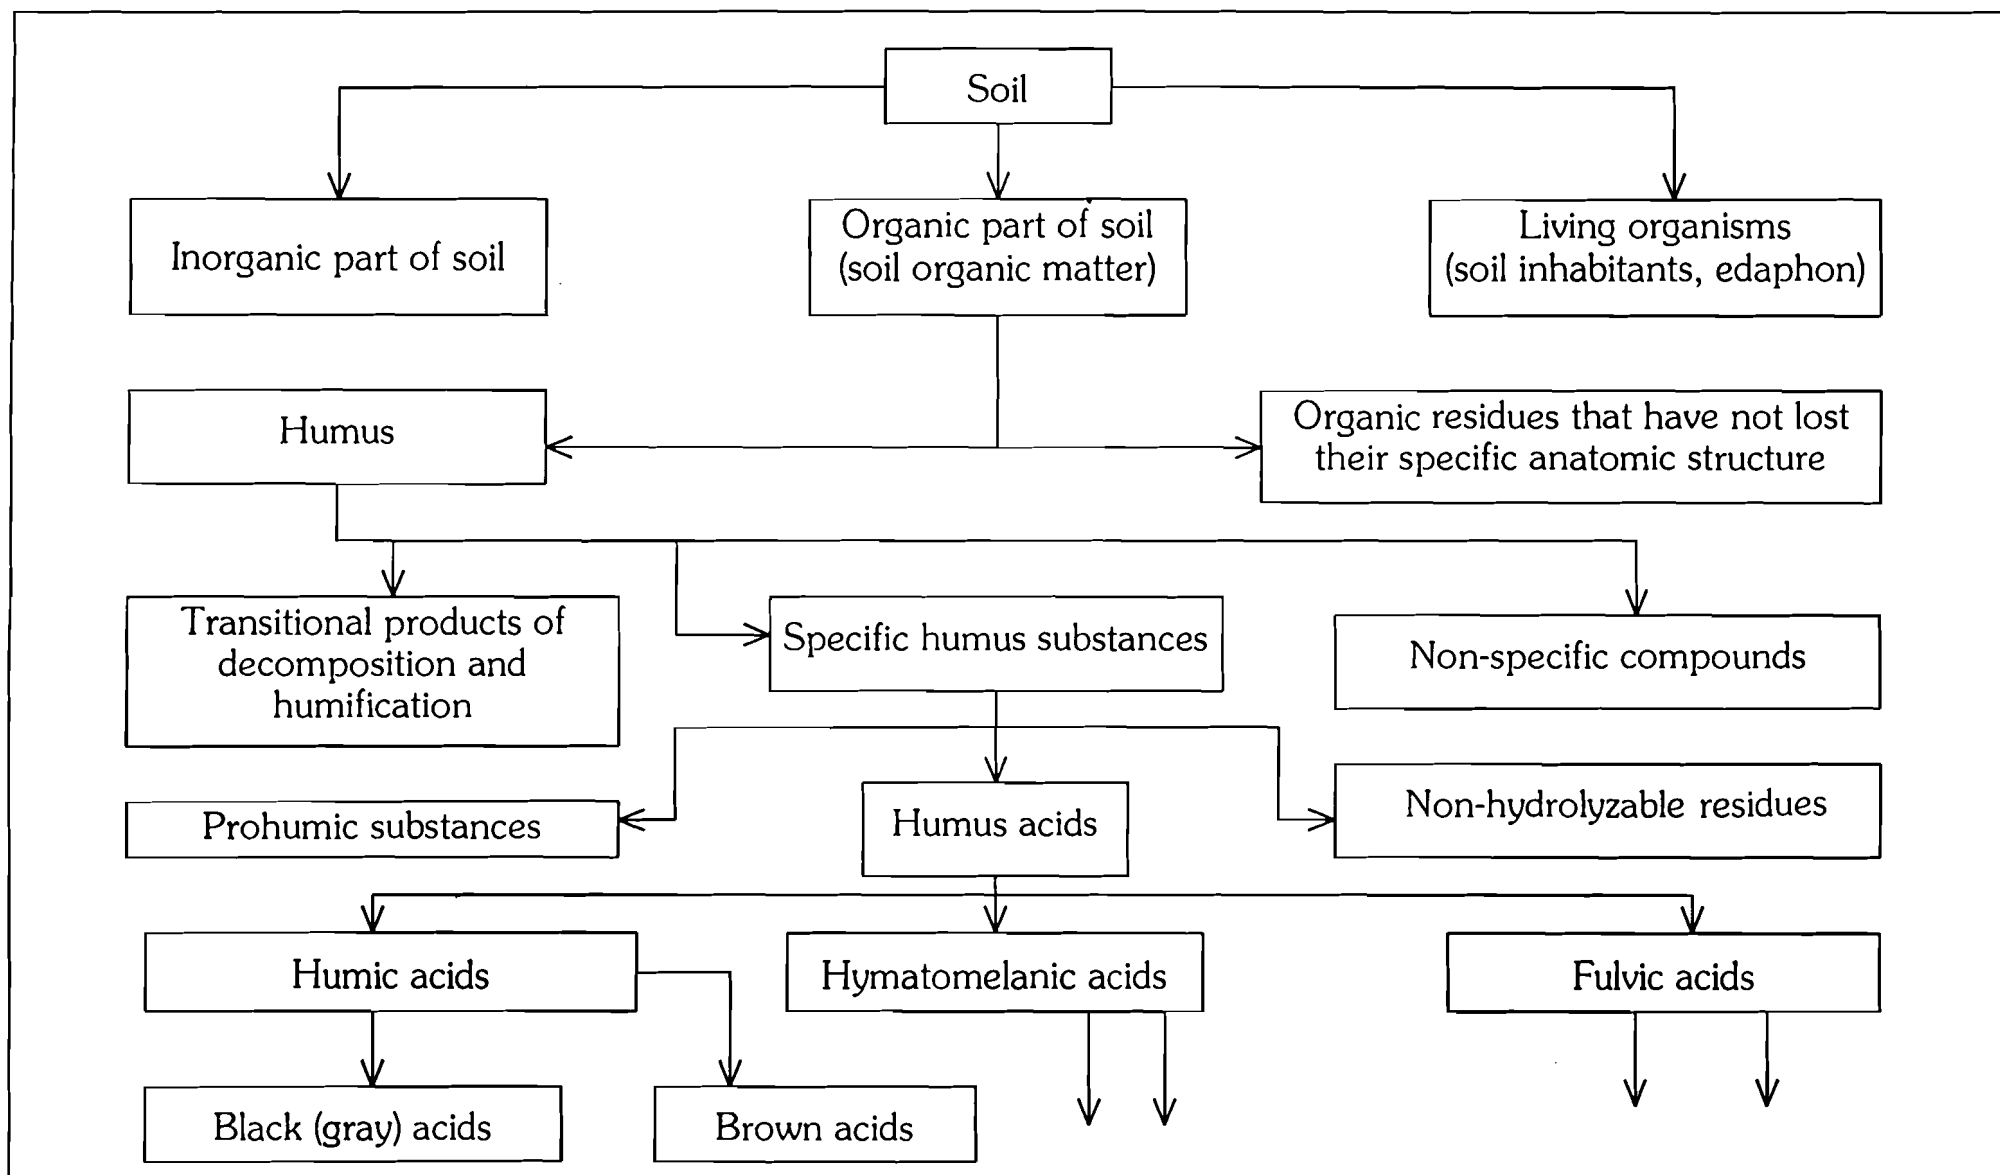 Soil
Inorganic part of soil
Organic part of soil
(soil organic matter)
Living organisms
(soil inhabitants, edaphon)
Humus
Organic residues that have not lost
their specific anatomic structure
Transitional products of
decomposition and
humification
Specific humus substances
Non-specific compounds
Prohumic substances
Humus acids
Non-hydrolyzable residues
Humic acids
Hymatomelanic acids
Fulvic acids
Black (gray) acids
Brown acids